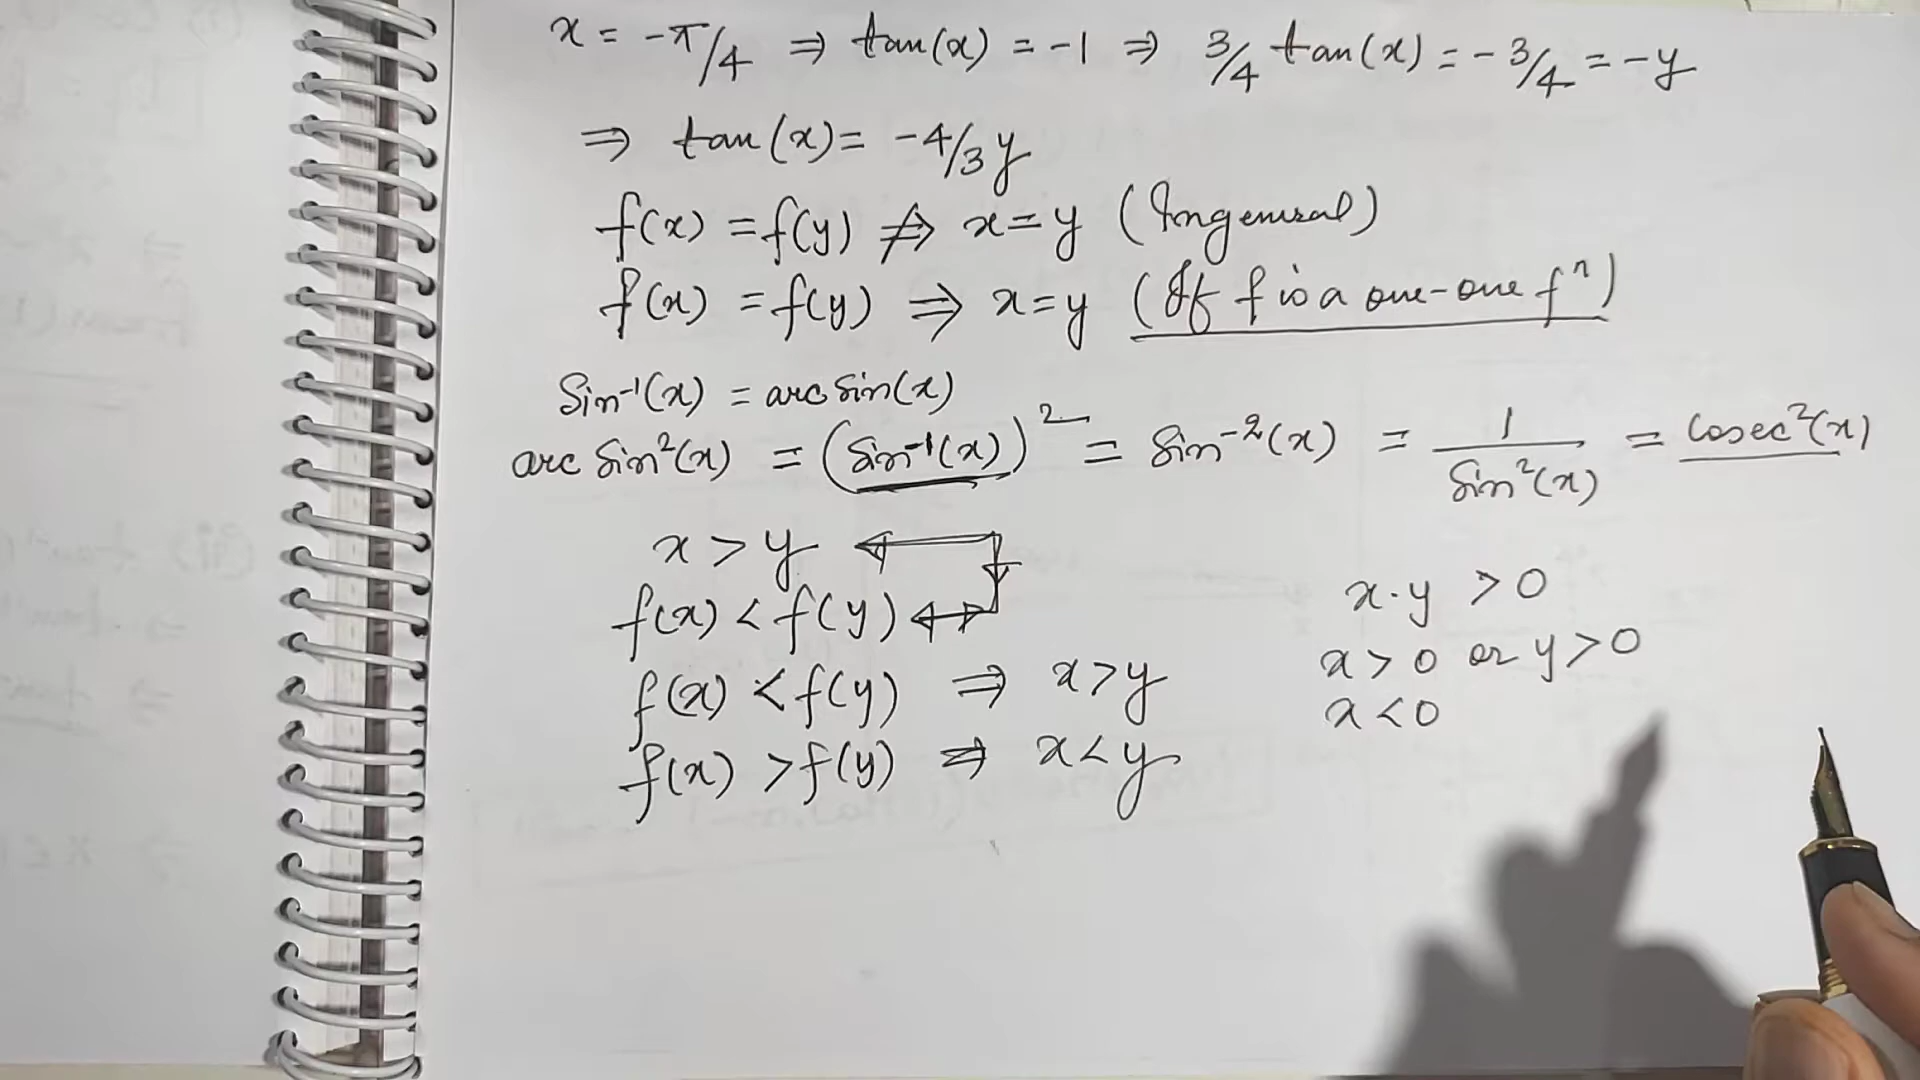 x = -π/4 ⇒ tan(x) = -1 ⇒ 3/4 tan(x) = -3/4 = -y
⇒ tan(x) = -4/3 y
f(x) = f(y) ⇏ x = y (In general)
f(x) = f(y) ⇒ x = y (If f is a one-one fⁿ)
Sin⁻¹(x) = arc Sin(x)
arc Sin²(x) = (Sin⁻¹(x))² = Sin⁻²(x) = 1/Sin²(x) = Cosec²(x)
x > y
f(x) < f(y)
f(x) < f(y) ⇒ x > y
f(x) > f(y) ⇒ x < y
x·y > 0
x > 0 or y > 0
x < 0